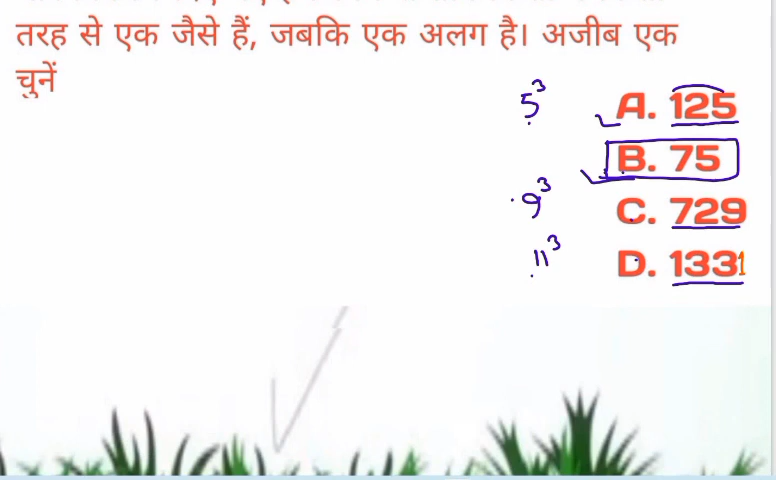 तरह से एक जैसे हैं, जबकि एक अलग है। अजीब एक
चुनें
5³ A. 125
B. 75
9³ C. 729
11³ D. 1331